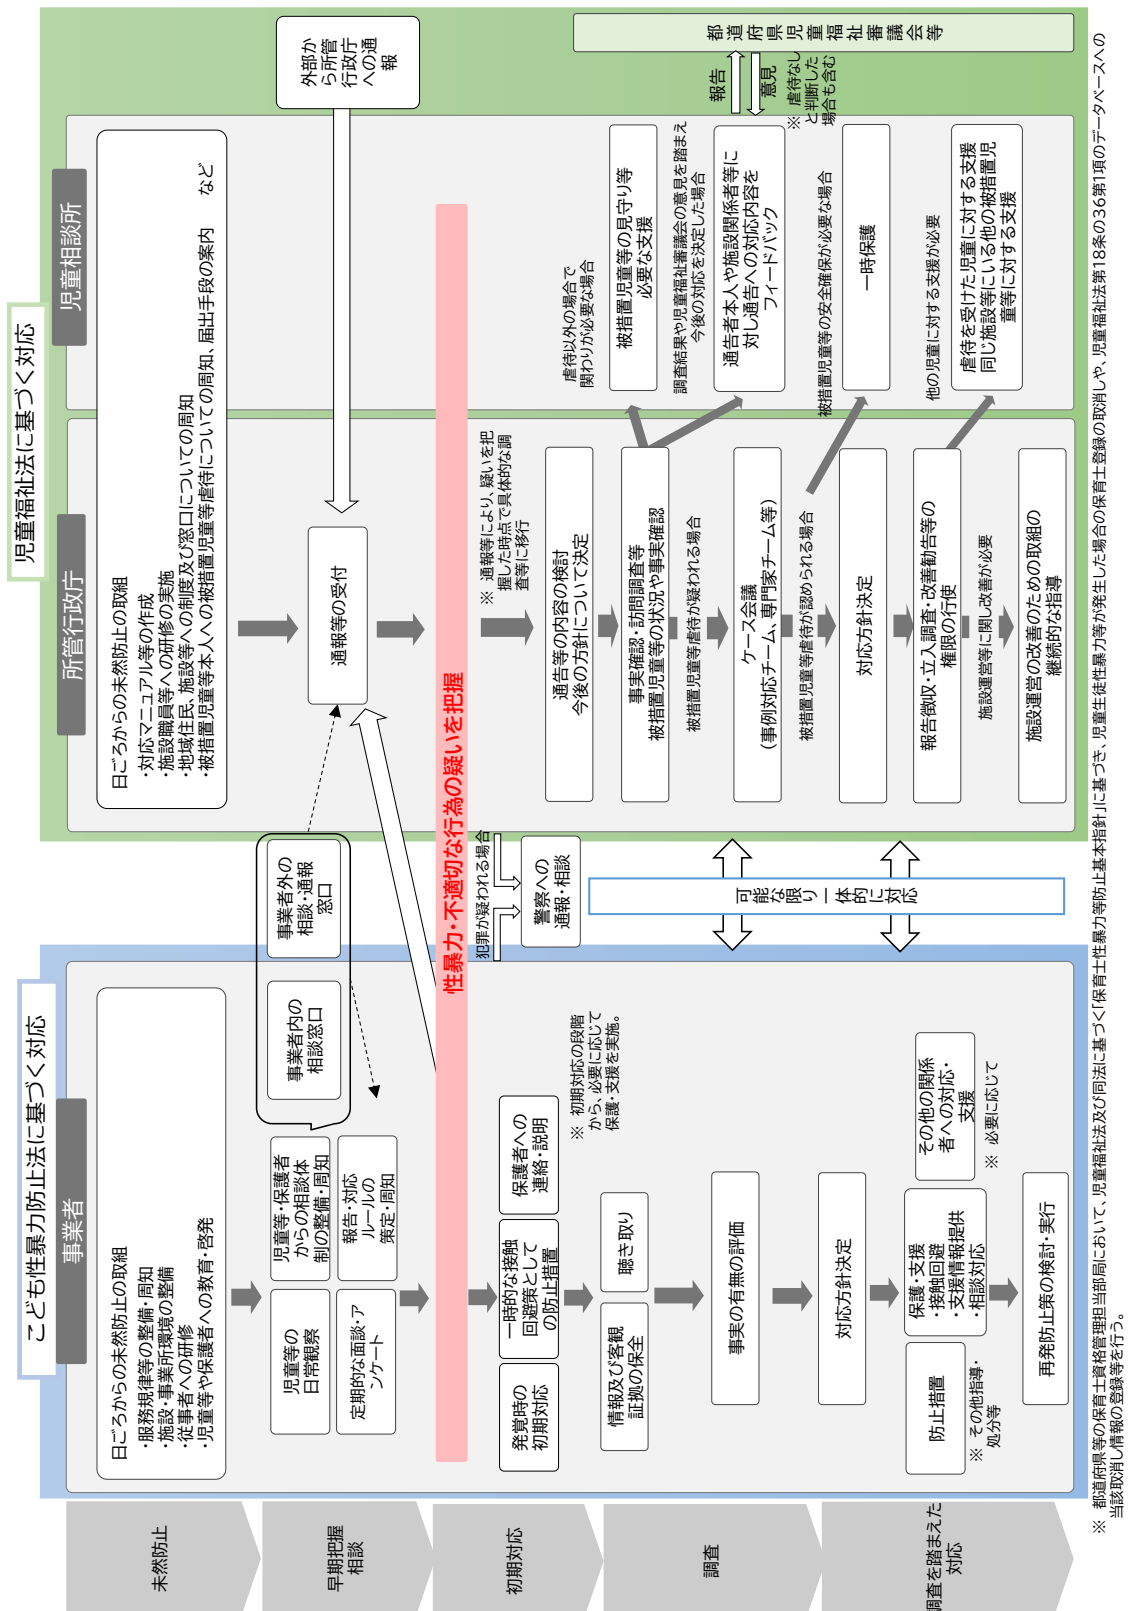 こども性暴力防止法に基づく対応
児童福祉法に基づく対応
事業者
所管行政庁
児童相談所
未然防止
早期把握
相談
初期対応
調査
調査を踏まえた
対応
日ごろからの未然防止の取組
・服務規律等の整備・周知
・施設・事業所環境の整備
・従事者への研修
・児童等や保護者への教育・啓発
日ごろからの未然防止の取組
・対応マニュアル等の作成
・施設職員等への研修の実施
・地域住民、施設等への制度及び窓口についての周知
・被措置児童等本人への被措置児童等虐待についての周知、届出手段の案内　など
児童等の
日常観察
児童等・保護者
からの相談体
制の整備・周知
定期的な面談・ア
ンケート
報告・対応
ルールの
策定・周知
事業者内の
相談窓口
事業者外の
相談・通報
窓口
通報等の受付
外部か
ら所管
行政庁
への通
報
性暴力・不適切な行為の疑いを把握
発覚時の
初期対応
一時的な接触
回避策として
の防止措置
保護者への
連絡・説明
※ 初期対応の段階
から、必要に応じて
保護・支援を実施。
犯罪が疑われる場合
警察への
通報・相談
※ 通報等により、疑いを把
握した時点で具体的な調
査等に移行
通告等の内容の検討
今後の方針について決定
情報及び客観
証拠の保全
聴き取り
可能な限り一体的に対応
事実確認・訪問調査等
被措置児童等の状況や事実確認
虐待以外の場合で
関わりが必要な場合
被措置児童等の見守り等
必要な支援
調査結果や児童福祉審議会の意見を踏まえ
今後の対応を決定した場合
通告者本人や施設関係者等に
対し通告への対応内容を
フィードバック
報告
意見
※ 虐待なし
と判断した
場合も含む
都道府県児童福祉審議会等
被措置児童等虐待が疑われる場合
事実の有無の評価
ケース会議
（事例対応チーム、専門家チーム等）
被措置児童等虐待が認められる場合
被措置児童等の安全確保が必要な場合
一時保護
対応方針決定
対応方針決定
防止措置
※ その他指導・
処分等
保護・支援
・接触回避
・支援情報提供
・相談対応
その他の関係
者への対応・
支援
※ 必要に応じて
報告徴収・立入調査・改善勧告等の
権限の行使
他の児童に対する支援が必要
虐待を受けた児童に対する支援
同じ施設等にいる他の被措置児
童等に対する支援
施設運営等に関し改善が必要
再発防止策の検討・実行
施設運営の改善のための取組の
継続的な指導
※ 都道府県等の保育士資格管理担当部局において、児童福祉法及び同法に基づく「保育士性暴力等防止基本指針」に基づき、児童生徒性暴力等が発生した場合の保育士登録の取消しや、児童福祉法第18条の36第1項のデータベースへの
当該取消し情報の登録等を行う。